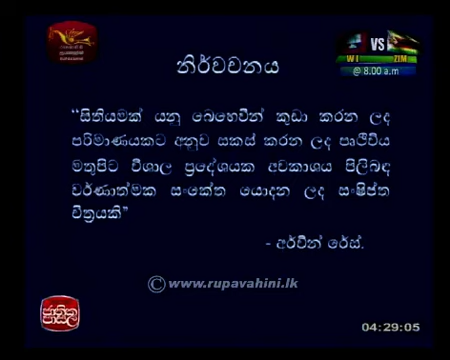 VS
W I ZIM
@ 8.00 a.m
නිර්වචනය
‘‘සිතියමක් යනු බෙහෙවින් කුඩා කරන ලද
පරිමාණයකට අනුව සකස් කරන ලද පෘථිවිය
මතුපිට විශාල ප්‍රදේශයක අවකාශය පිලිබඳ
වර්ණාත්මක සංකේත යොදන ලද සංෂිප්ත
චිත්‍රයකි”
- අර්වින් රේස්.
© www.rupavahini.lk
ජාතික
පාසල
04:29:05